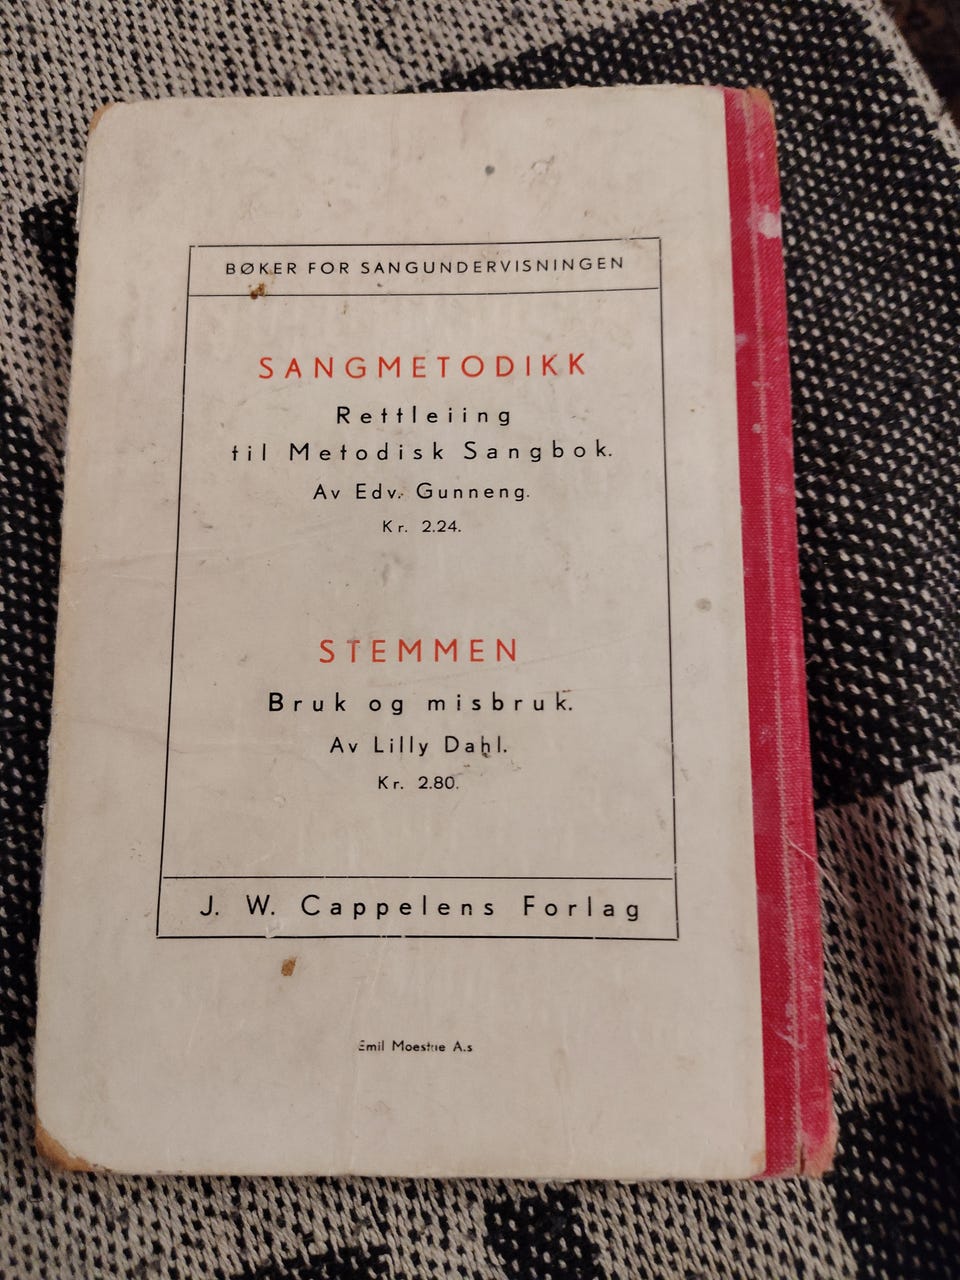 BØKER FOR SANGUNDERVISNINGEN
SANGMETODIKK
Rettleiing
til Metodisk Sangbok.
Av Edv. Gunneng.
Kr. 2.24.
STEMMEN
Bruk og misbruk.
Av Lilly Dahl.
Kr. 2.80.
J. W. Cappelens Forlag
Emil Moestue A.s